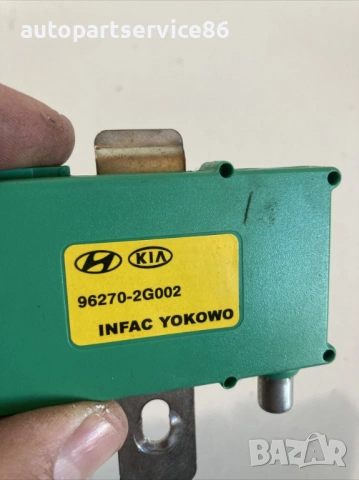 autopartservice86
KIA
96270-2G002
INFAC YOKOWO
BAZAR